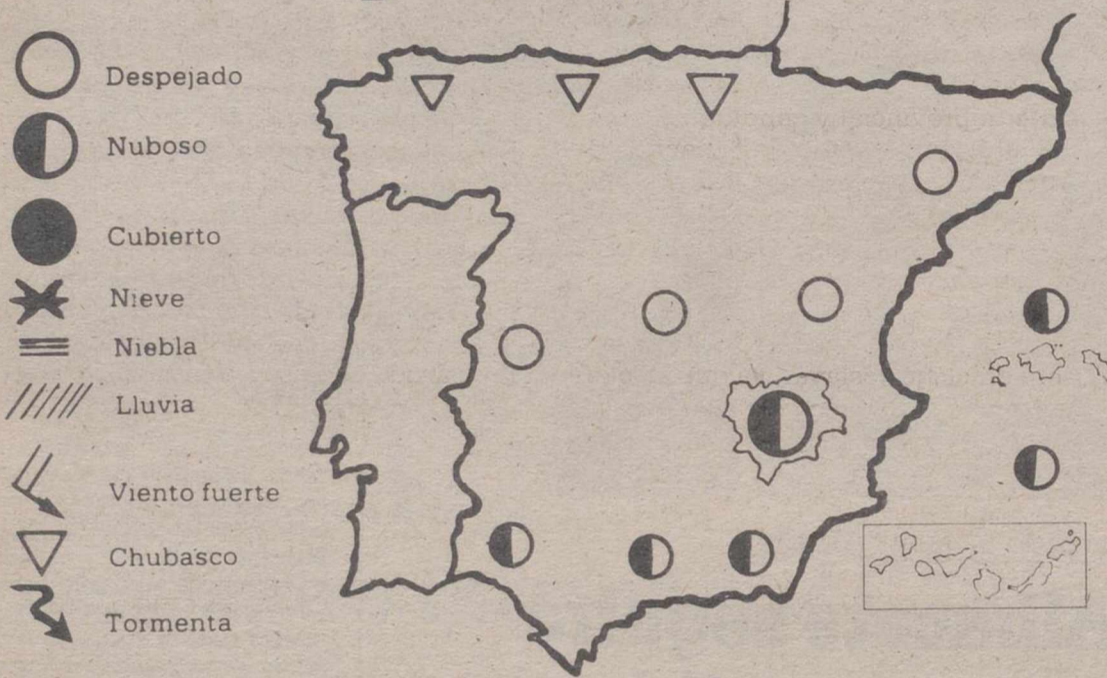 Despejado
Nuboso
Cubierto
Nieve
Niebla
Lluvia
Viento fuerte
Chubasco
Tormenta